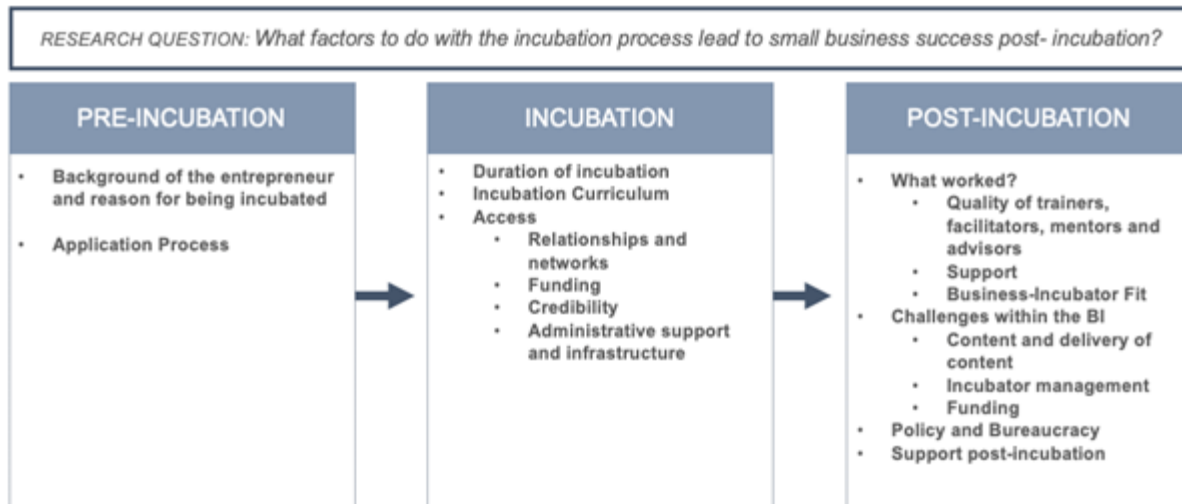 RESEARCH QUESTION: What factors to do with the incubation process lead to small business success post- incubation?
PRE-INCUBATION
• Background of the entrepreneur
and reason for being incubated
• Application Process
INCUBATION
• Duration of incubation
• Incubation Curriculum
• Access
• Relationships and
networks
• Funding
• Credibility
• Administrative support
and infrastructure
POST-INCUBATION
• What worked?
• Quality of trainers,
facilitators, mentors and
advisors
• Support
• Business-Incubator Fit
• Challenges within the BI
• Content and delivery of
content
• Incubator management
• Funding
• Policy and Bureaucracy
• Support post-incubation